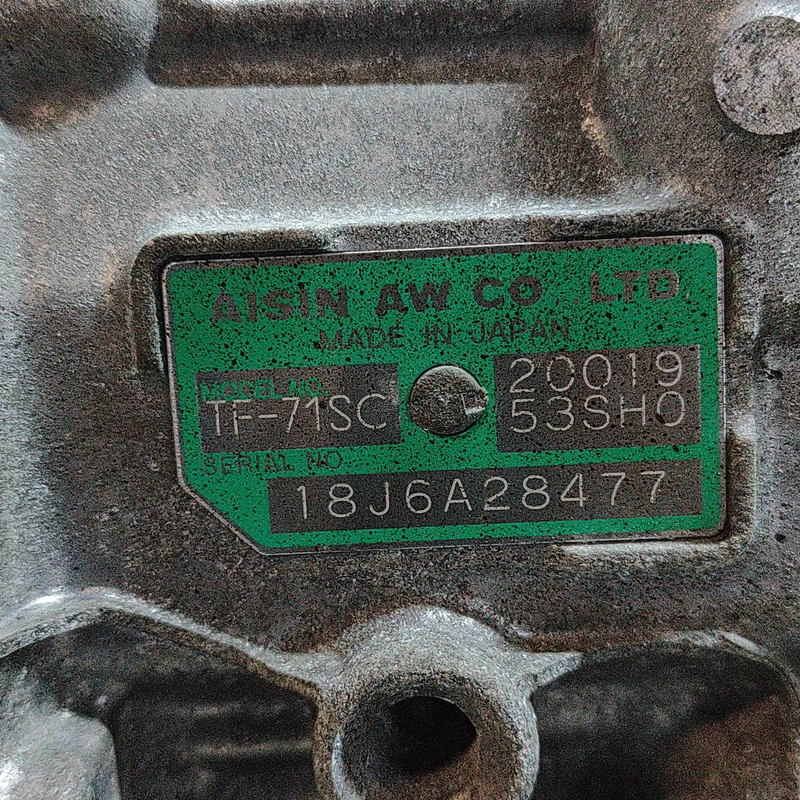 AISIN AW CO., LTD.
MADE IN JAPAN
MODEL NO.
TF-71SC
20019
53SH0
SERIAL NO
18J6A28477